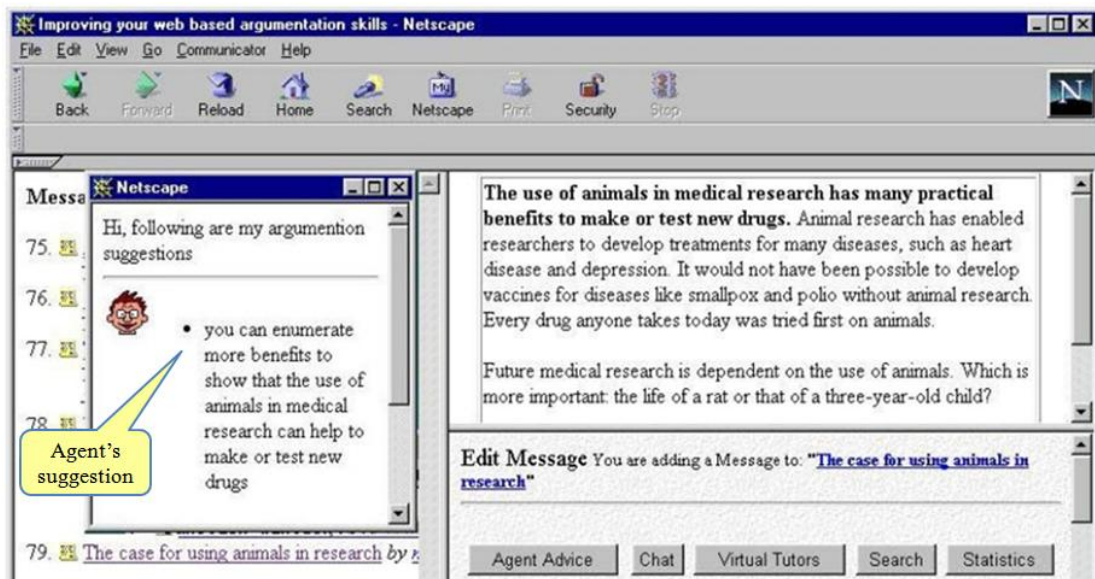 Improving your web based argumentation skills - Netscape
File Edit View Go Communicator Help
My
Back Forward Reload Home Search Netscape Print Security Stop
N
Messa
75.
76.
77.
78.
Netscape
Hi, following are my argumention
suggestions
you can enumerate
more benefits to
show that the use of
animals in medical
research can help to
make or test new
drugs
Agent's
suggestion
79. The case for using animals in research by
The use of animals in medical research has many practical
benefits to make or test new drugs. Animal research has enabled
researchers to develop treatments for many diseases, such as heart
disease and depression. It would not have been possible to develop
vaccines for diseases like smallpox and polio without animal research.
Every drug anyone takes today was tried first on animals.
Future medical research is dependent on the use of animals. Which is
more important: the life of a rat or that of a three-year-old child?
Edit Message You are adding a Message to: "The case for using animals in
research"
Agent Advice Chat Virtual Tutors Search Statistics